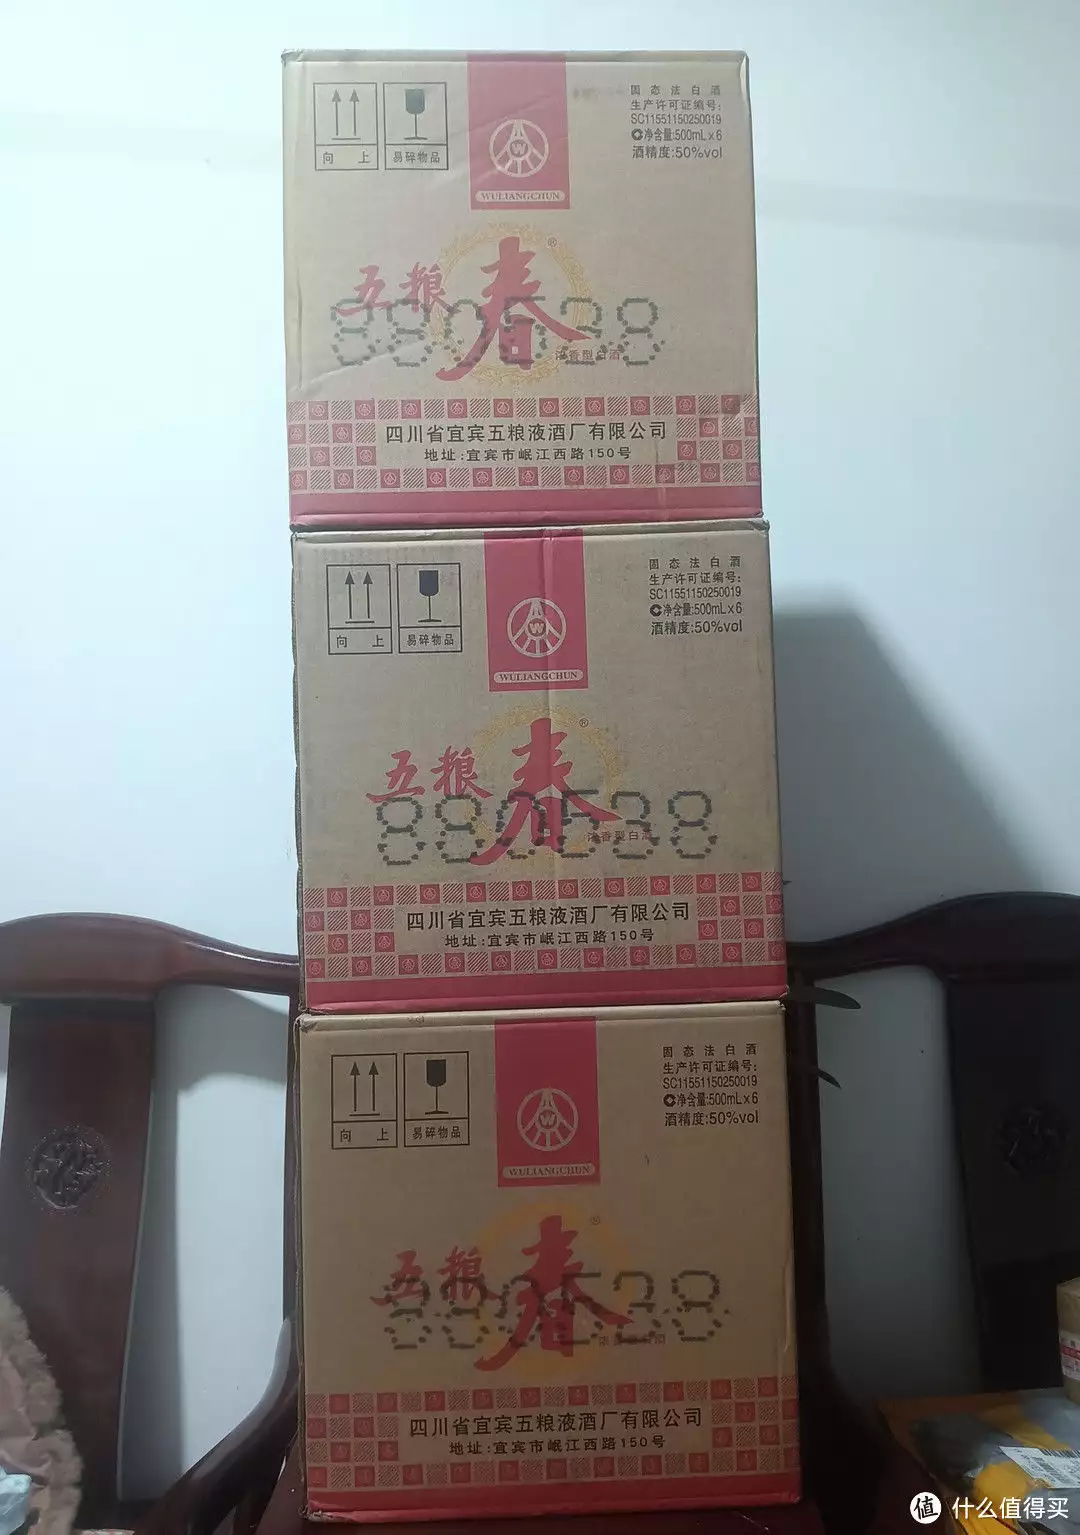 固态法白酒
生产许可证编号:
SC11551150250019
净含量:500mL×6
酒精度:50%vol
向 上
易碎物品
W
WULIANGCHUN
五粮春®
880538
浓香型白酒
四川省宜宾五粮液酒厂有限公司
地址:宜宾市岷江西路150号
固态法白酒
生产许可证编号:
SC11551150250019
净含量:500mL×6
酒精度:50%vol
向 上
易碎物品
W
WULIANGCHUN
五粮春®
880538
浓香型白酒
四川省宜宾五粮液酒厂有限公司
地址:宜宾市岷江西路150号
固态法白酒
生产许可证编号:
SC11551150250019
净含量:500mL×6
酒精度:50%vol
向 上
易碎物品
W
WULIANGCHUN
五粮春®
880538
四川省宜宾五粮液酒厂有限公司
地址:宜宾市岷江西路150号
值 什么值得买